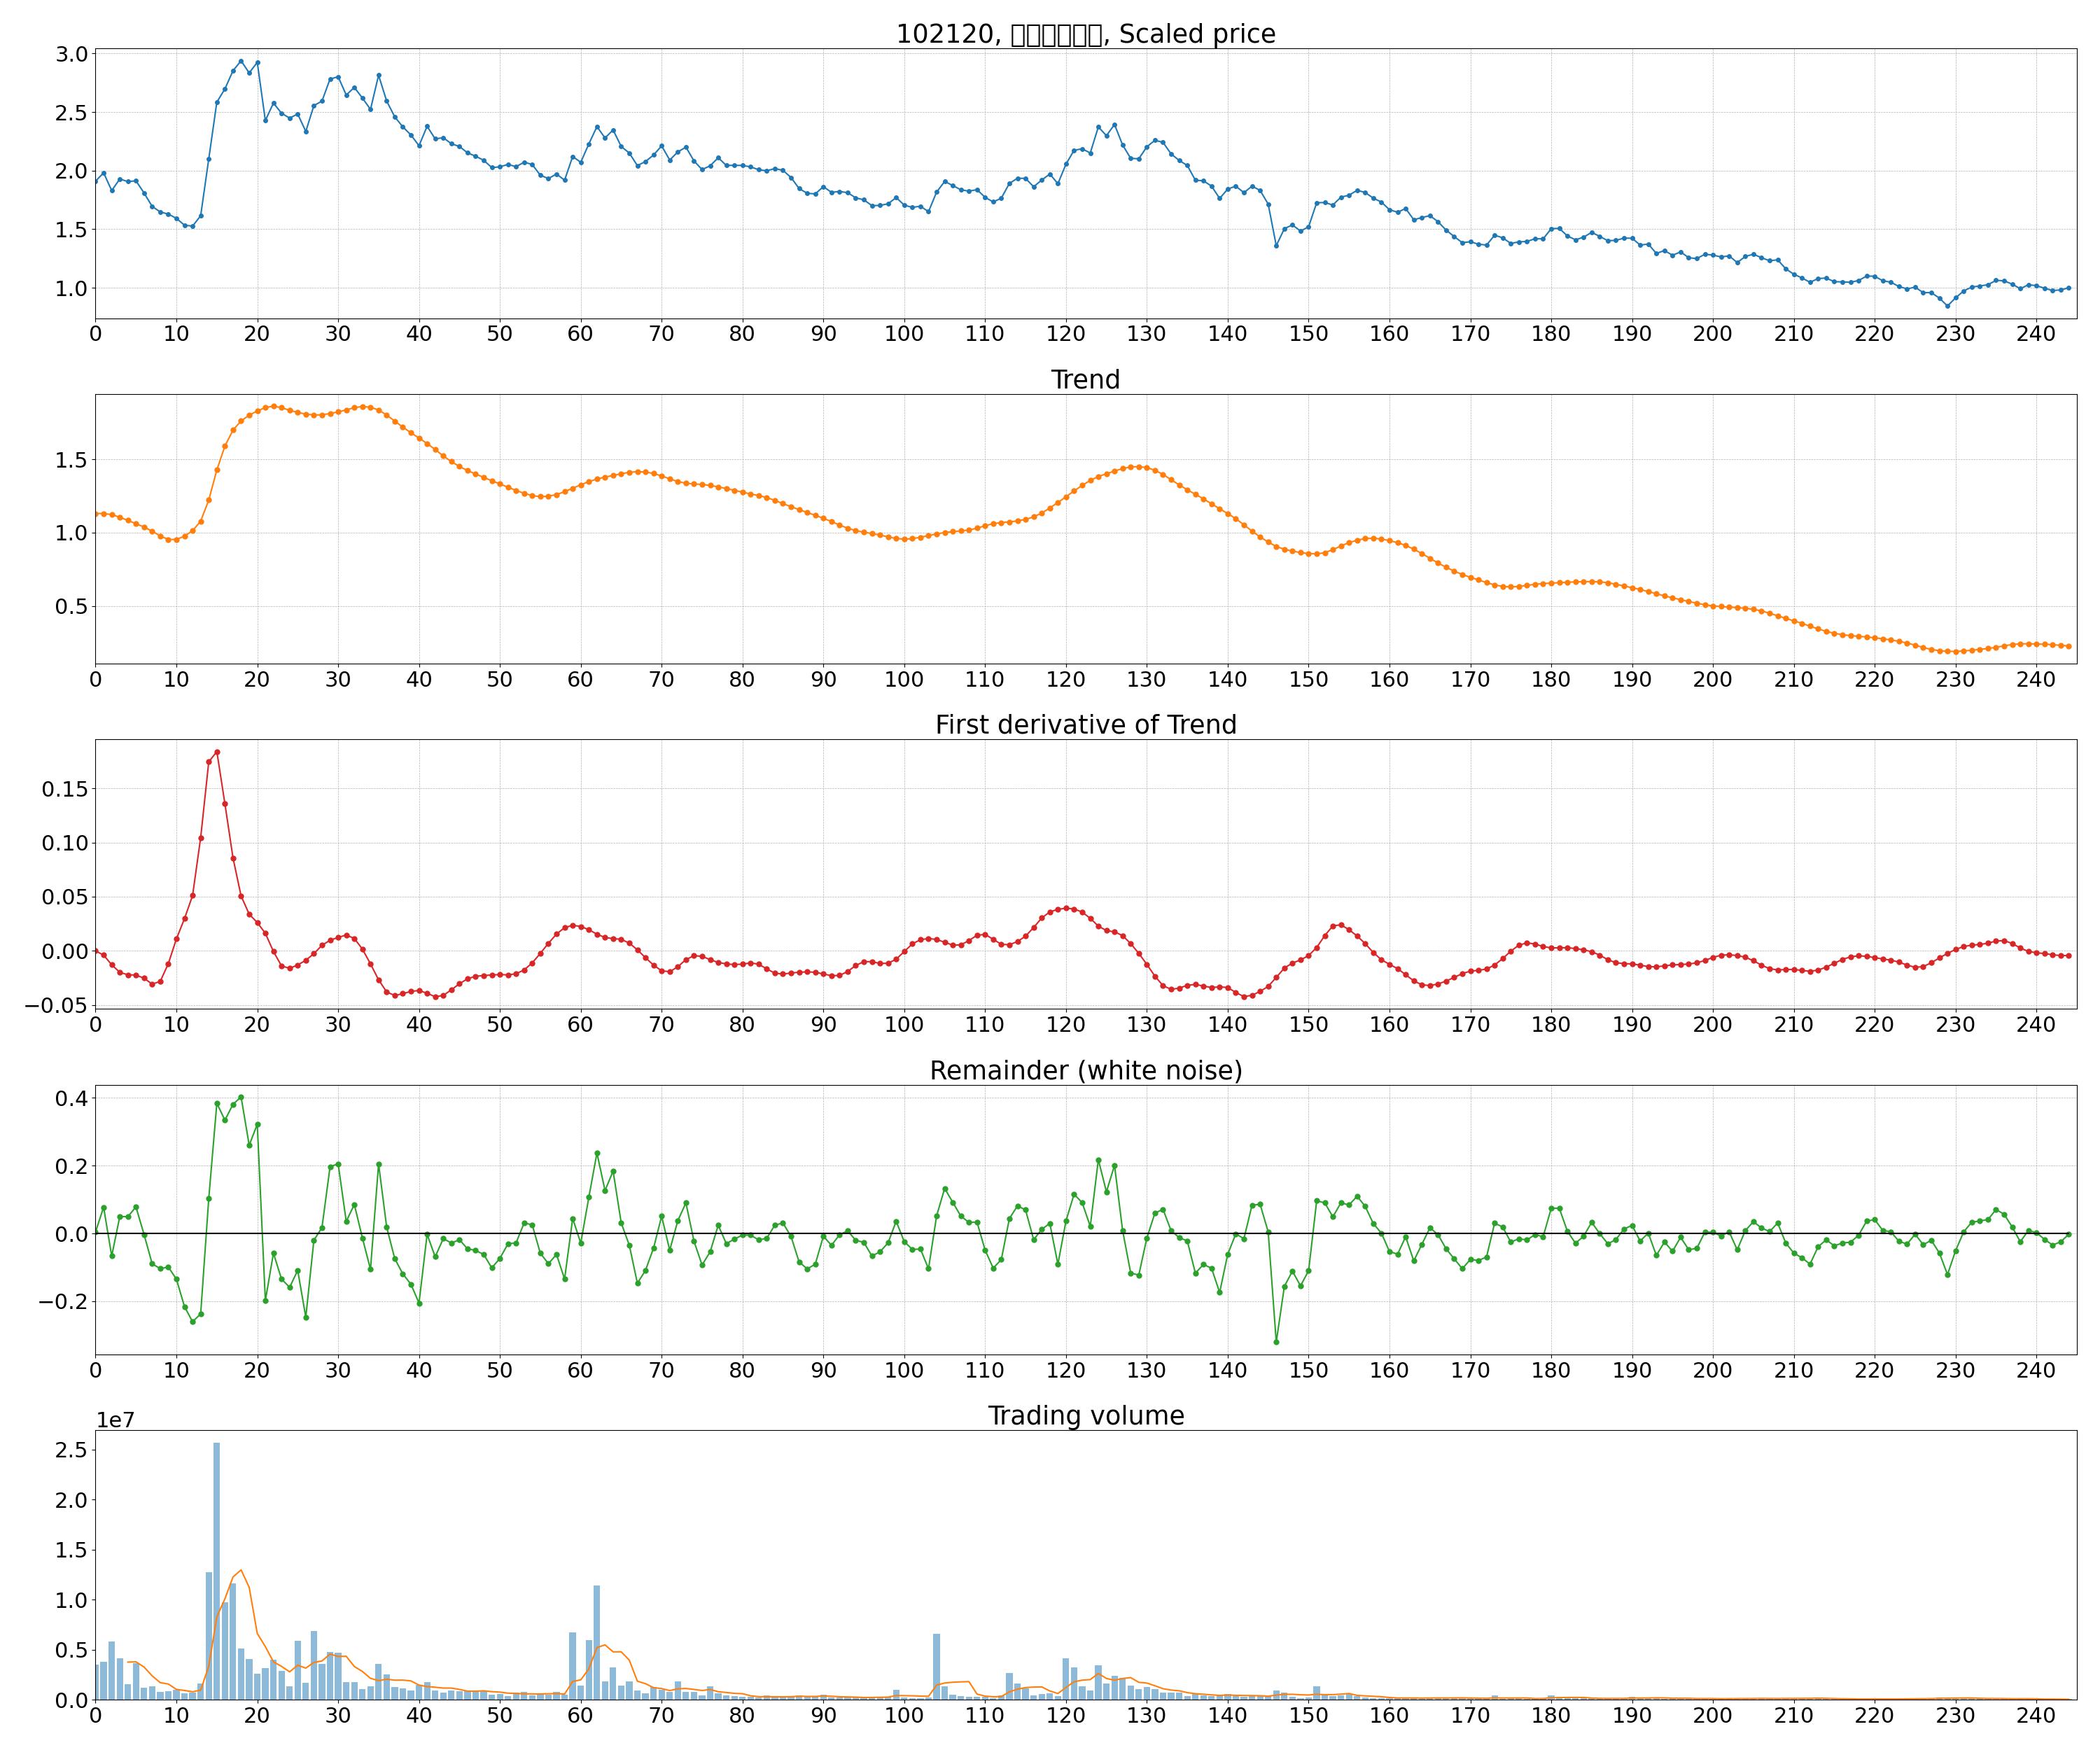 102120, □□□□□□, Scaled price
3.0
2.5
2.0
1.5
1.0
0 10 20 30 40 50 60 70 80 90 100 110 120 130 140 150 160 170 180 190 200 210 220 230 240
Trend
1.5
1.0
0.5
0 10 20 30 40 50 60 70 80 90 100 110 120 130 140 150 160 170 180 190 200 210 220 230 240
First derivative of Trend
0.15
0.10
0.05
0.00
−0.05
0 10 20 30 40 50 60 70 80 90 100 110 120 130 140 150 160 170 180 190 200 210 220 230 240
Remainder (white noise)
0.4
0.2
0.0
−0.2
0 10 20 30 40 50 60 70 80 90 100 110 120 130 140 150 160 170 180 190 200 210 220 230 240
Trading volume
1e7
2.5
2.0
1.5
1.0
0.5
0.0
0 10 20 30 40 50 60 70 80 90 100 110 120 130 140 150 160 170 180 190 200 210 220 230 240